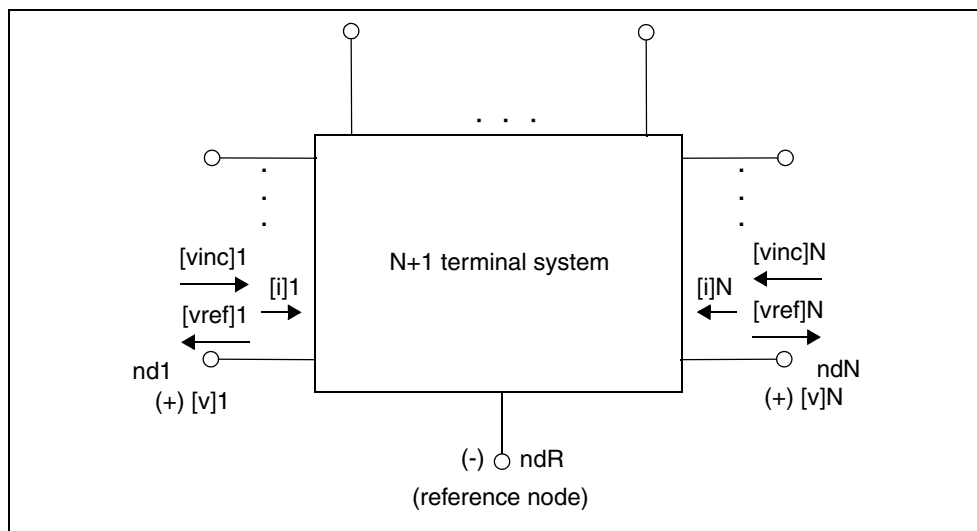 . . .
.
.
.
.
.
.
[vinc]1
[i]1
[vref]1
nd1
(+) [v]1
N+1 terminal system
[vinc]N
[i]N
[vref]N
ndN
(+) [v]N
(-) ndR
(reference node)